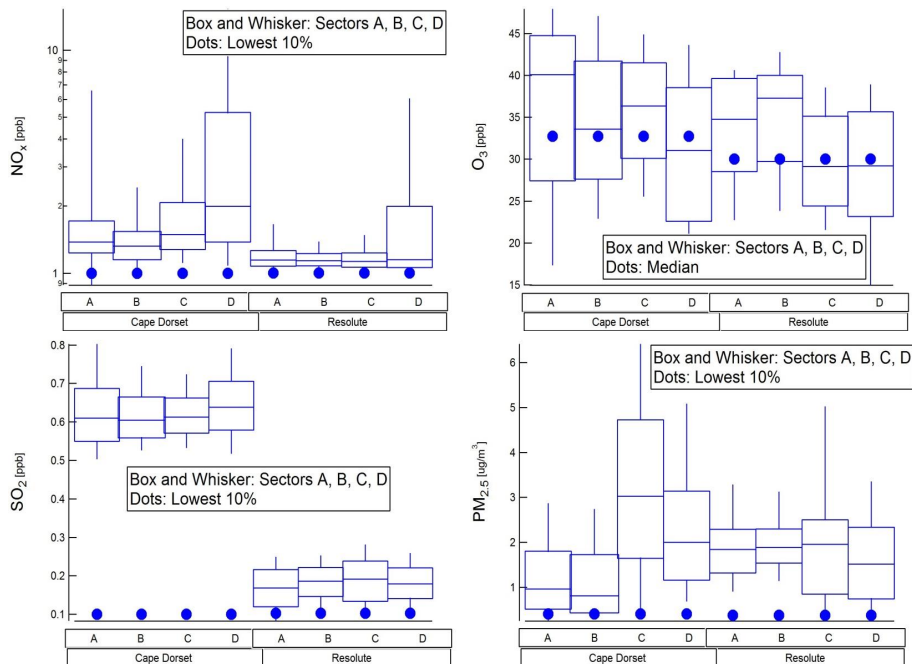 Box and Whisker: Sectors A, B, C, D
Dots: Lowest 10%
NOₓ [ppb]
10
9
8
7
6
5
4
3
2
1
9
A B C D A B C D
Cape Dorset Resolute
O₃ [ppb]
45
40
35
30
25
20
15
Box and Whisker: Sectors A, B, C, D
Dots: Median
A B C D A B C D
Cape Dorset Resolute
SO₂ [ppb]
0.8
0.7
0.6
0.5
0.4
0.3
0.2
0.1
Box and Whisker: Sectors A, B, C, D
Dots: Lowest 10%
A B C D A B C D
Cape Dorset Resolute
Box and Whisker: Sectors A, B, C, D
Dots: Lowest 10%
PM₂.₅ [ug/m³]
6
5
4
3
2
1
A B C D A B C D
Cape Dorset Resolute